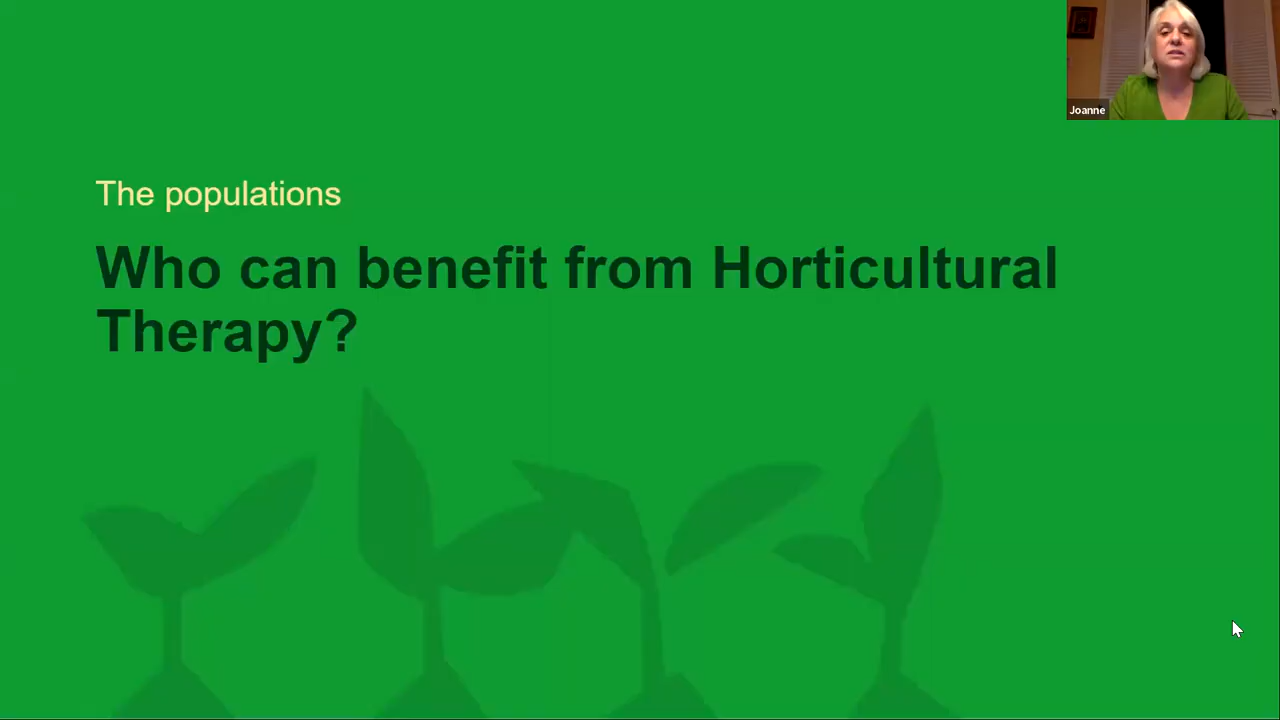 Joanne
The populations
Who can benefit from Horticultural
Therapy?